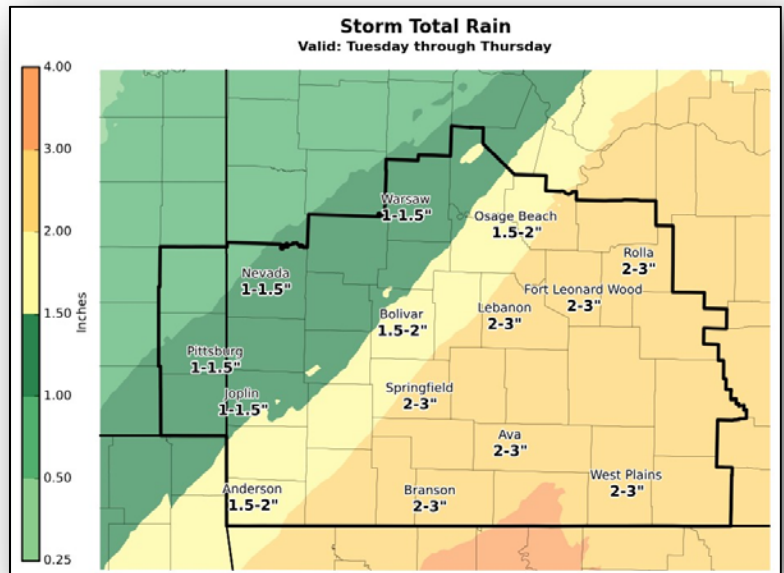 Storm Total Rain
Valid: Tuesday through Thursday
4.00
3.00
2.00
1.50
1.00
0.50
0.25
Inches
Warsaw
1-1.5"
Osage Beach
1.5-2"
Rolla
2-3"
Nevada
1-1.5"
Fort Leonard Wood
2-3"
Lebanon
2-3"
Bolivar
1.5-2"
Pittsburg
1-1.5"
Joplin
1-1.5"
Springfield
2-3"
Ava
2-3"
West Plains
2-3"
Anderson
1.5-2"
Branson
2-3"